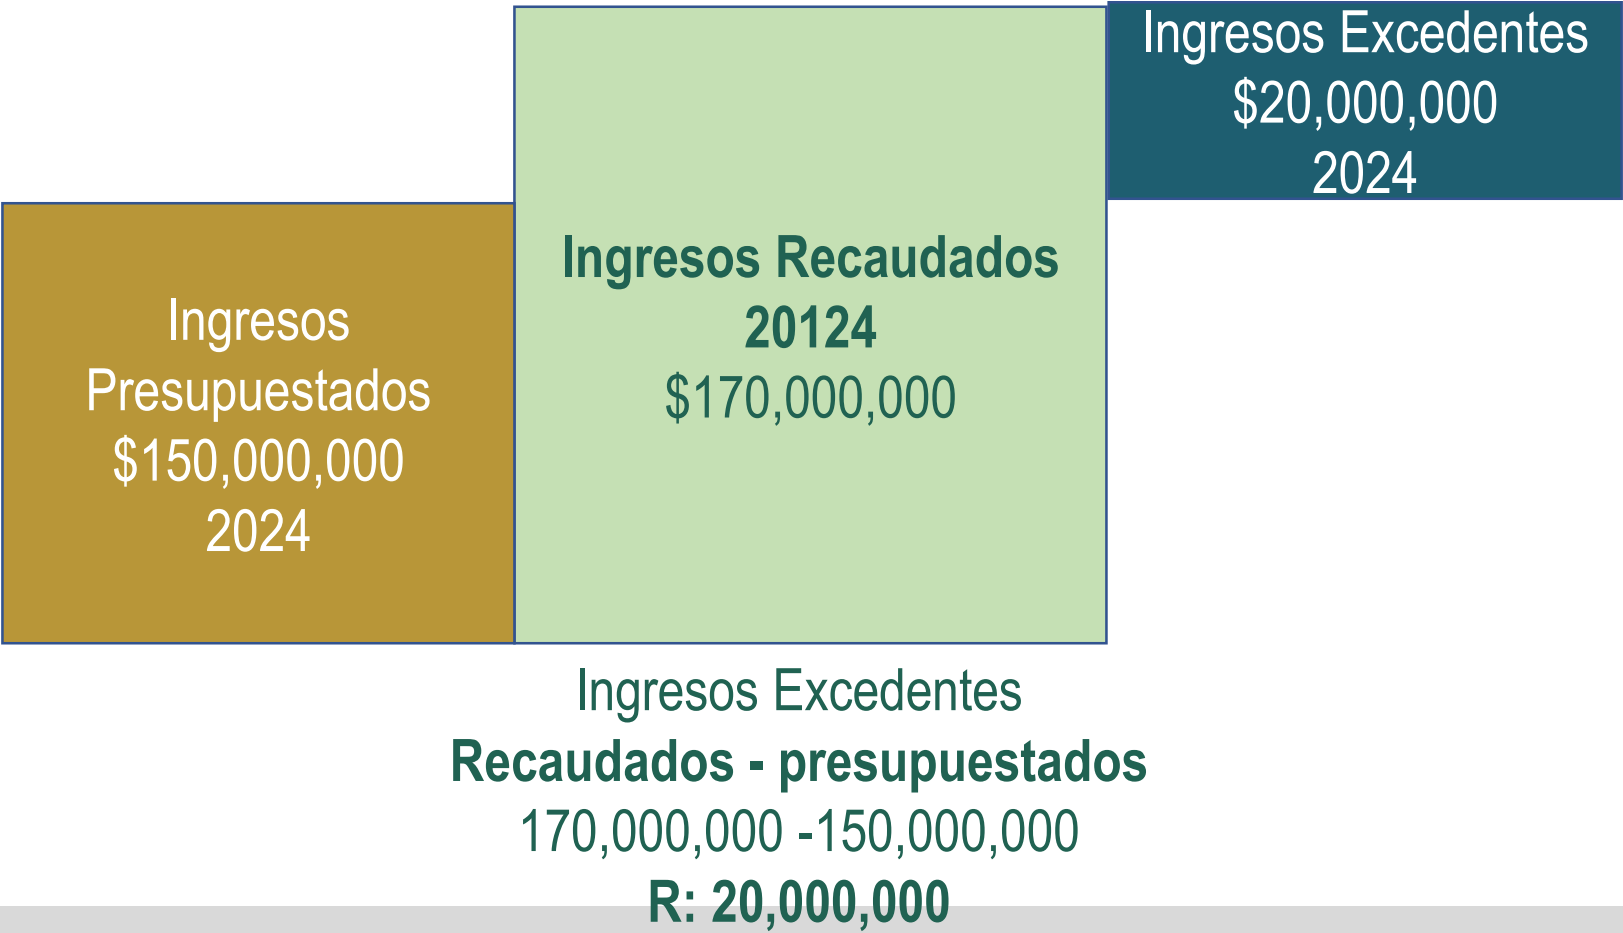 Ingresos
Presupuestados
$150,000,000
2024
Ingresos Recaudados
20124
$170,000,000
Ingresos Excedentes
$20,000,000
2024
Ingresos Excedentes
Recaudados - presupuestados
170,000,000 -150,000,000
R: 20,000,000